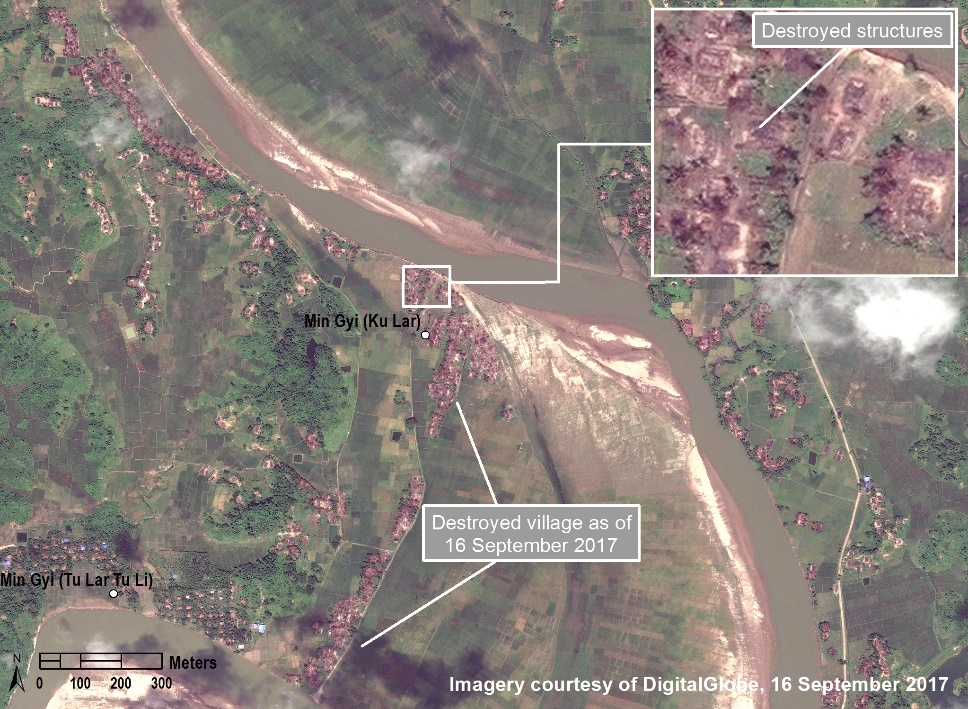 Destroyed structures
Min Gyi (Ku Lar)
Destroyed village as of
16 September 2017
Min Gyi (Tu Lar Tu Li)
N
Meters
0 100 200 300
Imagery courtesy of DigitalGlobe, 16 September 2017